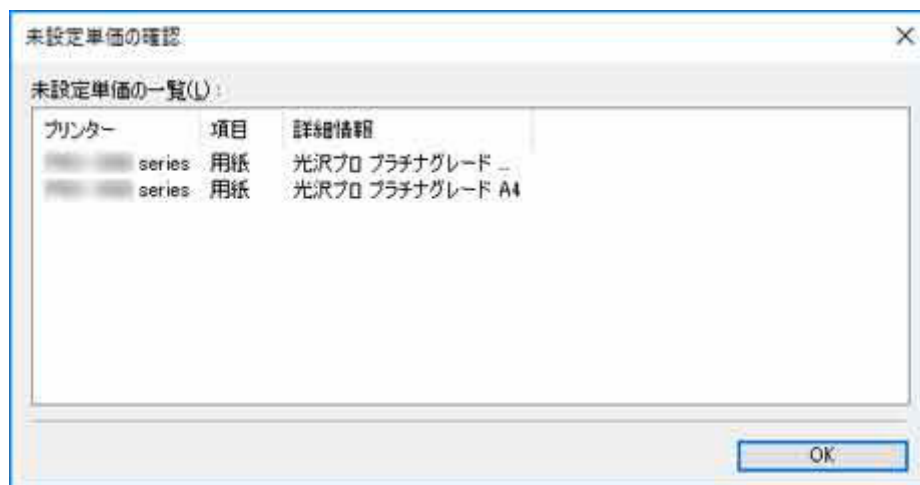 未設定単価の確認
未設定単価の一覧(L):
プリンター 項目 詳細情報
series 用紙 光沢プロ プラチナグレード ...
series 用紙 光沢プロ プラチナグレード A4
OK